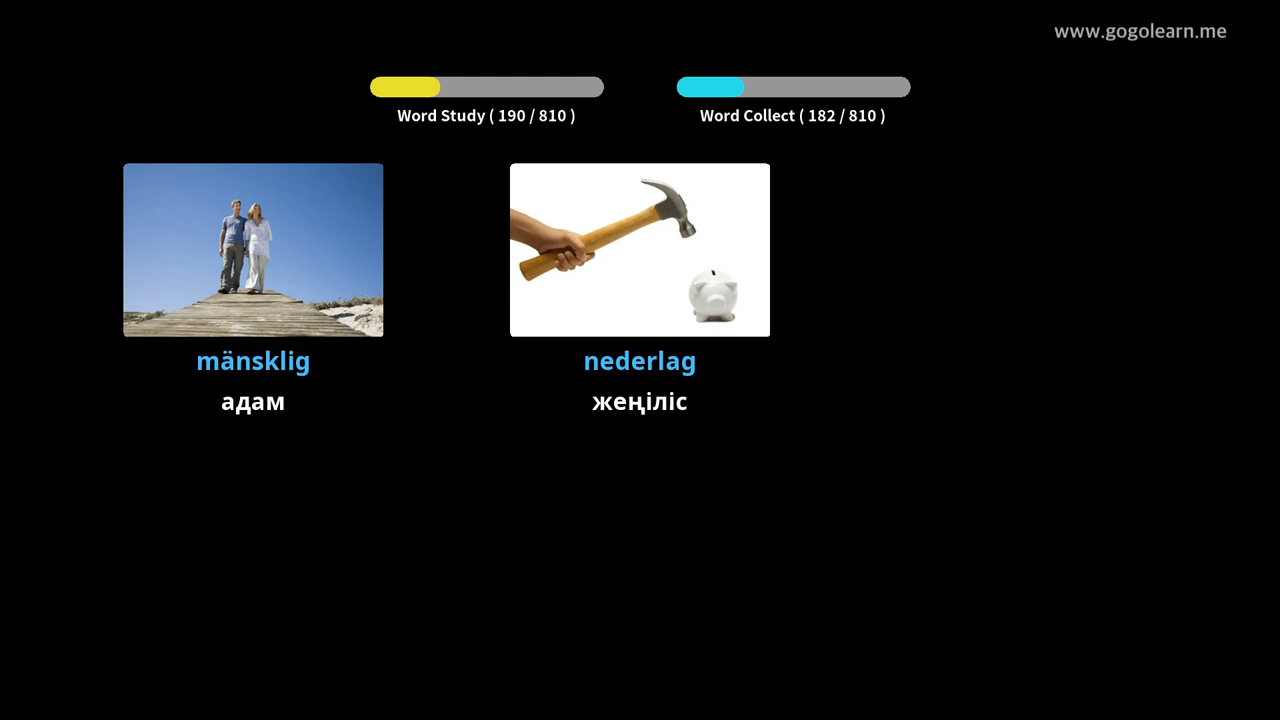 www.gogolearn.me
Word Study ( 190 / 810 )
Word Collect ( 182 / 810 )
mänsklig
адам
nederlag
жеңіліс